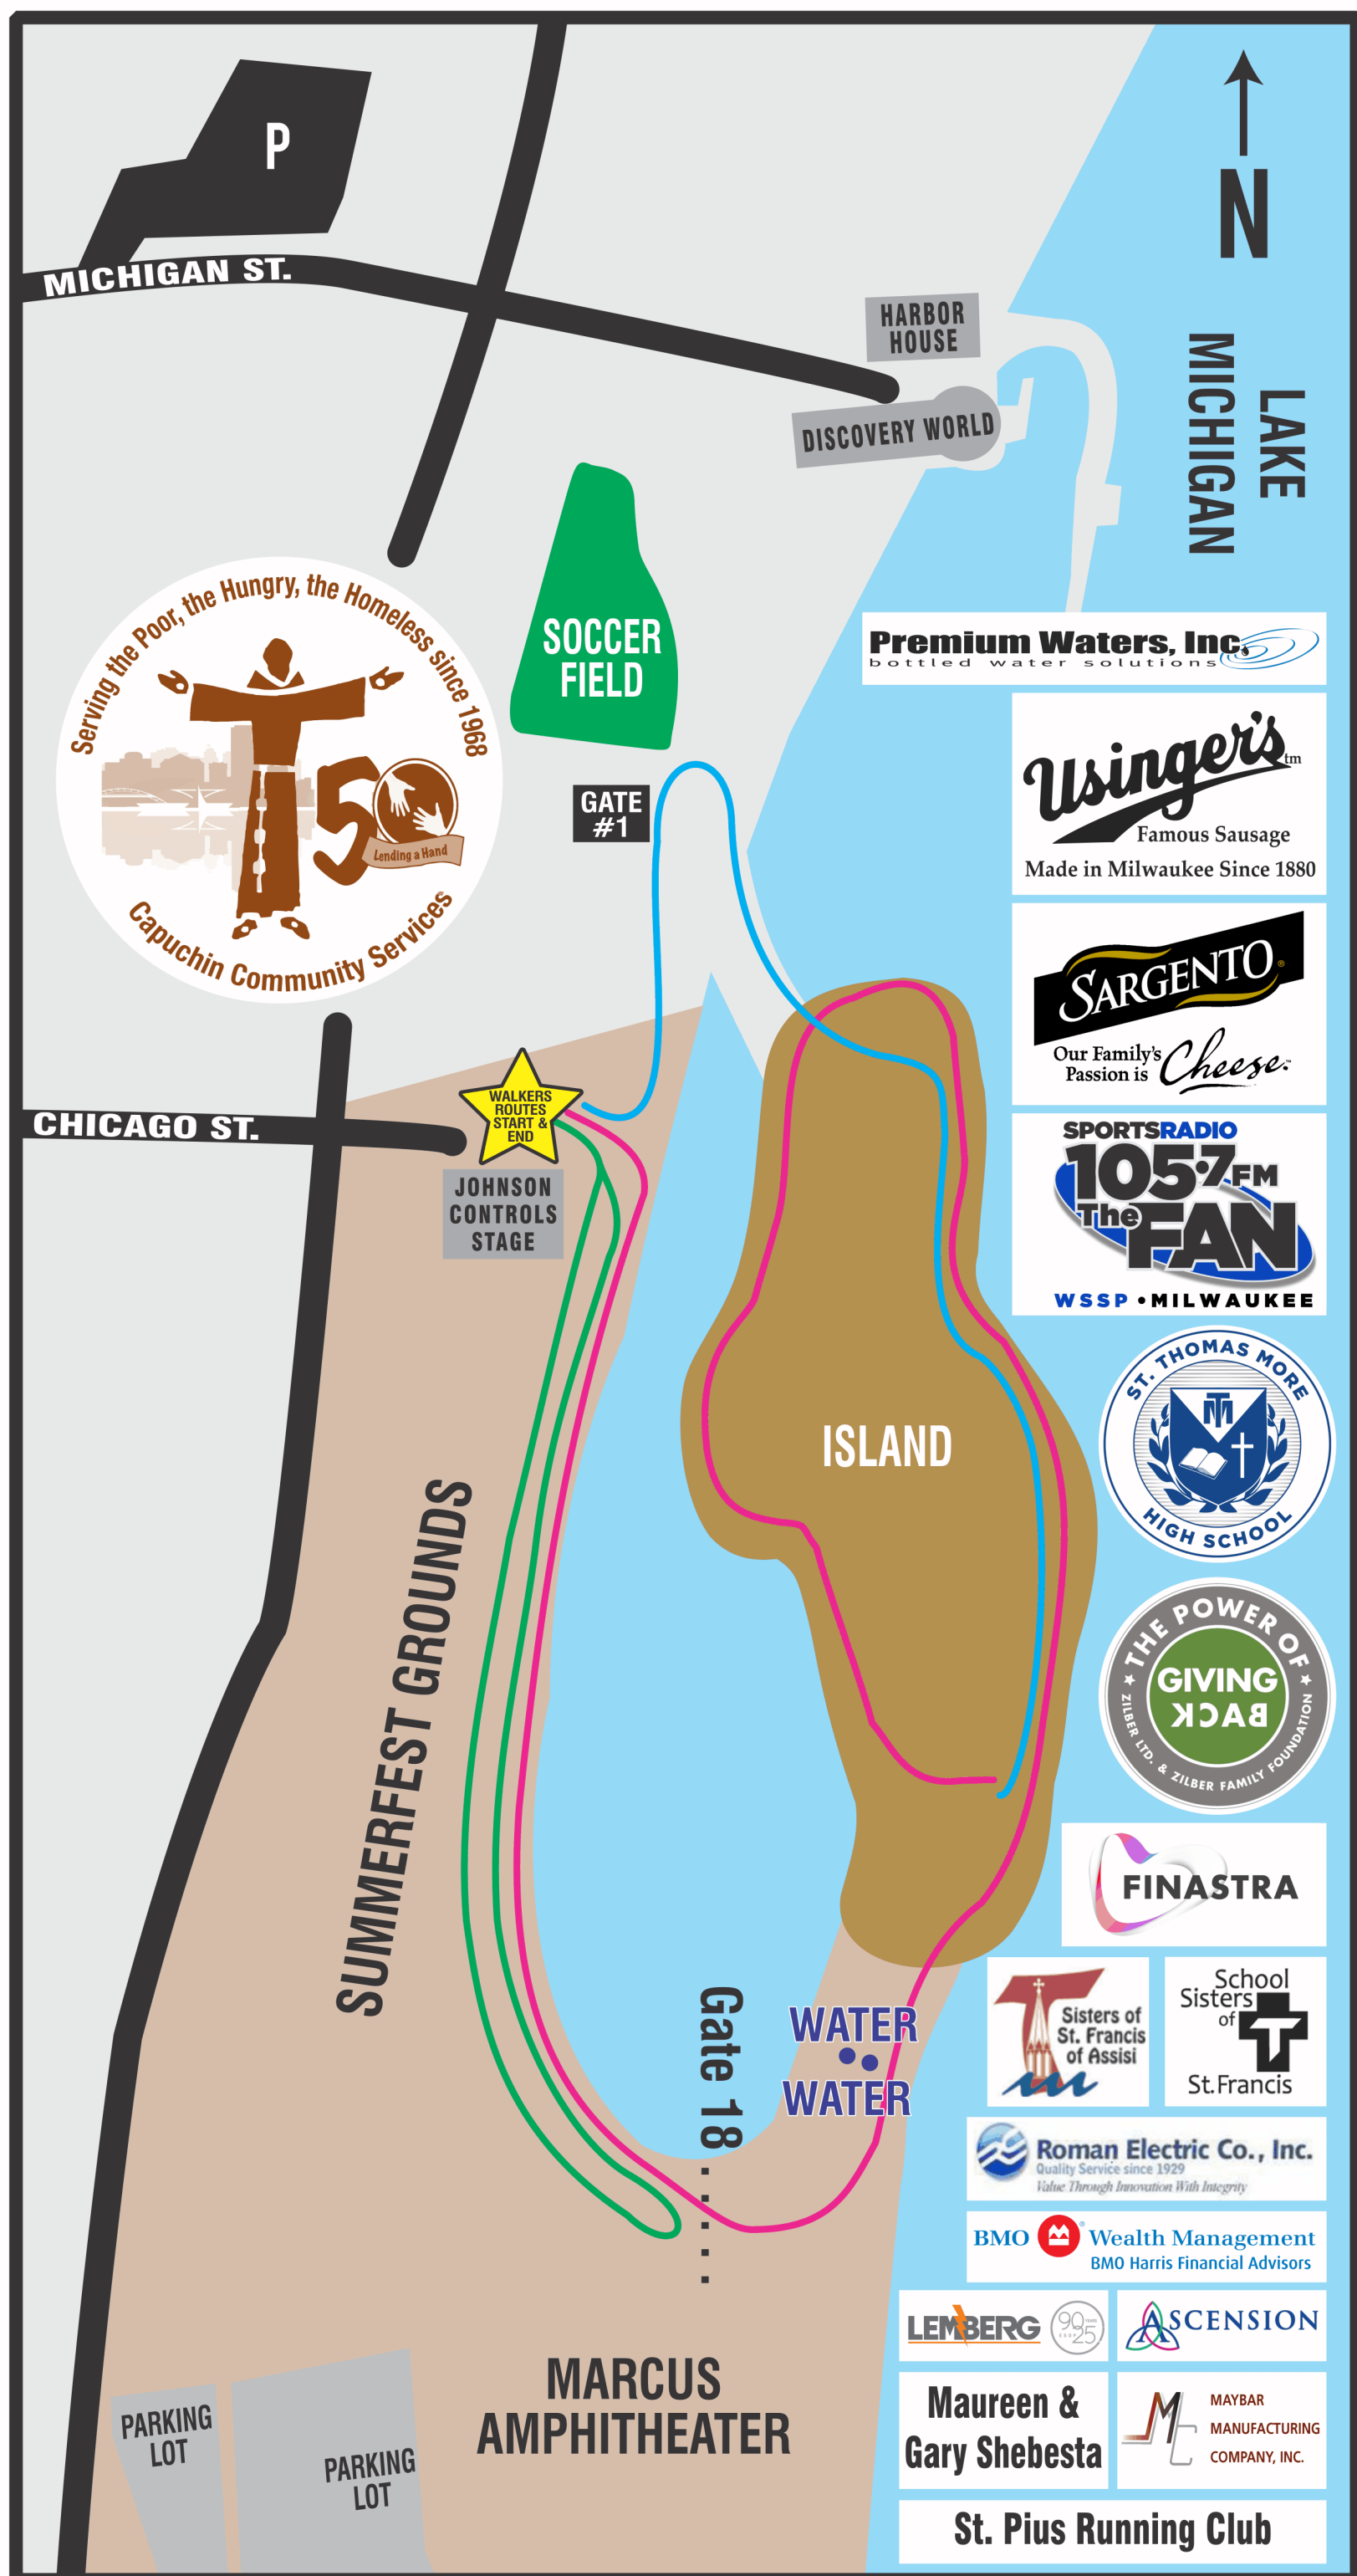 P
N
MICHIGAN ST.
HARBOR
HOUSE
DISCOVERY WORLD
LAKE
MICHIGAN
SOCCER
FIELD
Serving the Poor, the Hungry, the Homeless since 1968
50
Lending a Hand
Capuchin Community Services
GATE
#1
Premium Waters, Inc.
bottled water solutions
Usinger's tm
Famous Sausage
Made in Milwaukee Since 1880
SARGENTO®
Our Family's
Passion is Cheese.™
CHICAGO ST.
WALKERS
ROUTES
START &
END
JOHNSON
CONTROLS
STAGE
SPORTSRADIO
105•7FM
The FAN
WSSP • MILWAUKEE
ST. THOMAS MORE
TM
HIGH SCHOOL
ISLAND
SUMMERFEST GROUNDS
THE POWER OF
GIVING
BACK
ZILBER LTD. & ZILBER FAMILY FOUNDATION
FINASTRA
Sisters of
St. Francis
of Assisi
School
Sisters
of
St. Francis
Gate 18 . . . . .
WATER
WATER
Roman Electric Co., Inc.
Quality Service since 1929
Value Through Innovation With Integrity
BMO Wealth Management
BMO Harris Financial Advisors
LEMBERG
90
25
ASCENSION
MARCUS
AMPHITHEATER
PARKING
LOT
PARKING
LOT
Maureen &
Gary Shebesta
MAYBAR
MANUFACTURING
COMPANY, INC.
St. Pius Running Club